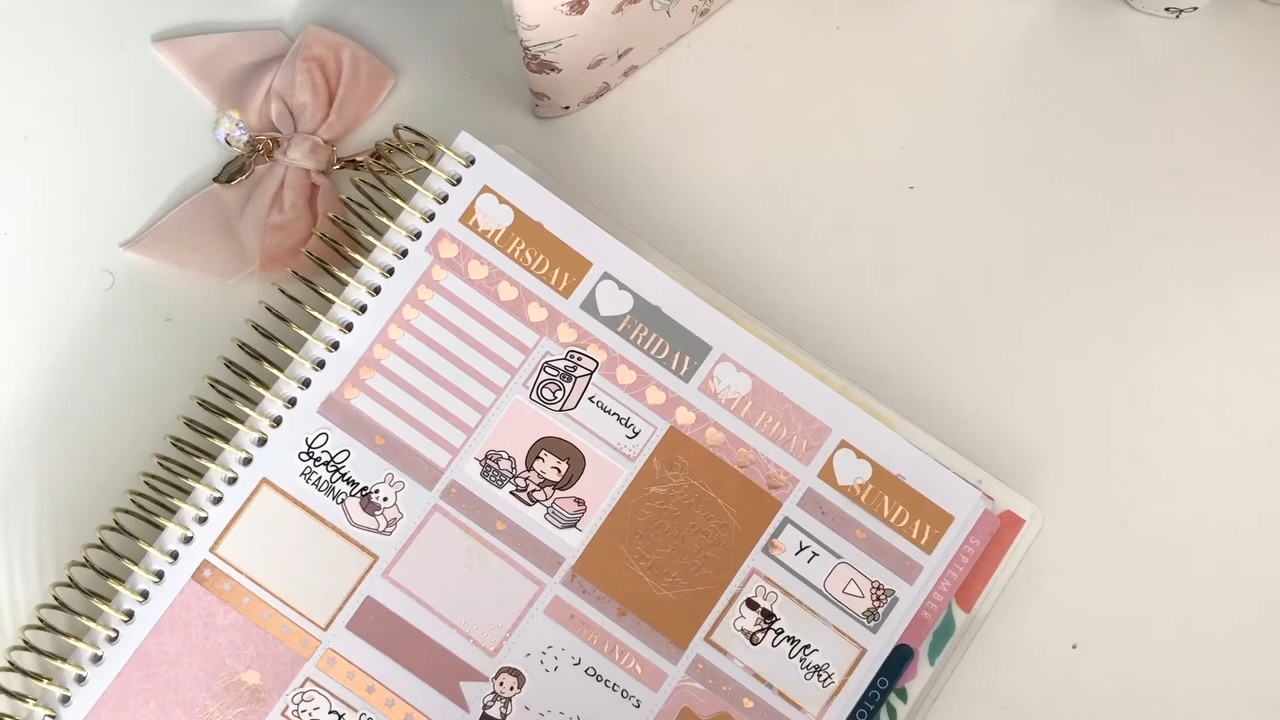 THURSDAY
FRIDAY
SATURDAY
SUNDAY
Laundry
bedtime
READING
YT
game
night
ERRANDS
Doctors
SEPTEMBER
OCTO